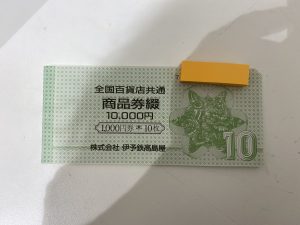 全国百貨店共通
商品券綴
10,000円
1,000円券 10枚
株式会社 伊予鉄髙島屋
10